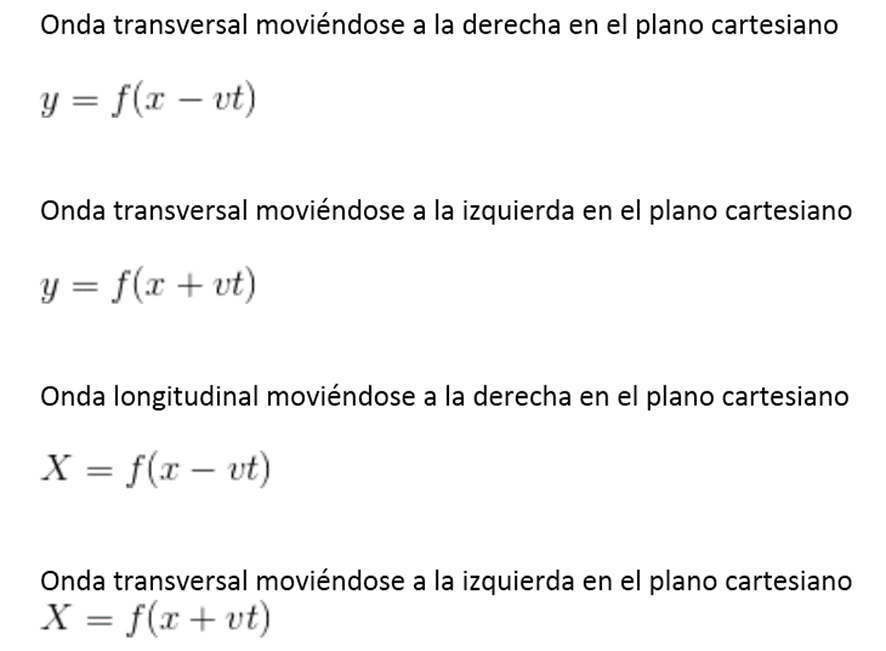 Onda transversal moviéndose a la derecha en el plano cartesiano
y = f(x − vt)
Onda transversal moviéndose a la izquierda en el plano cartesiano
y = f(x + vt)
Onda longitudinal moviéndose a la derecha en el plano cartesiano
X = f(x − vt)
Onda transversal moviéndose a la izquierda en el plano cartesiano
X = f(x + vt)